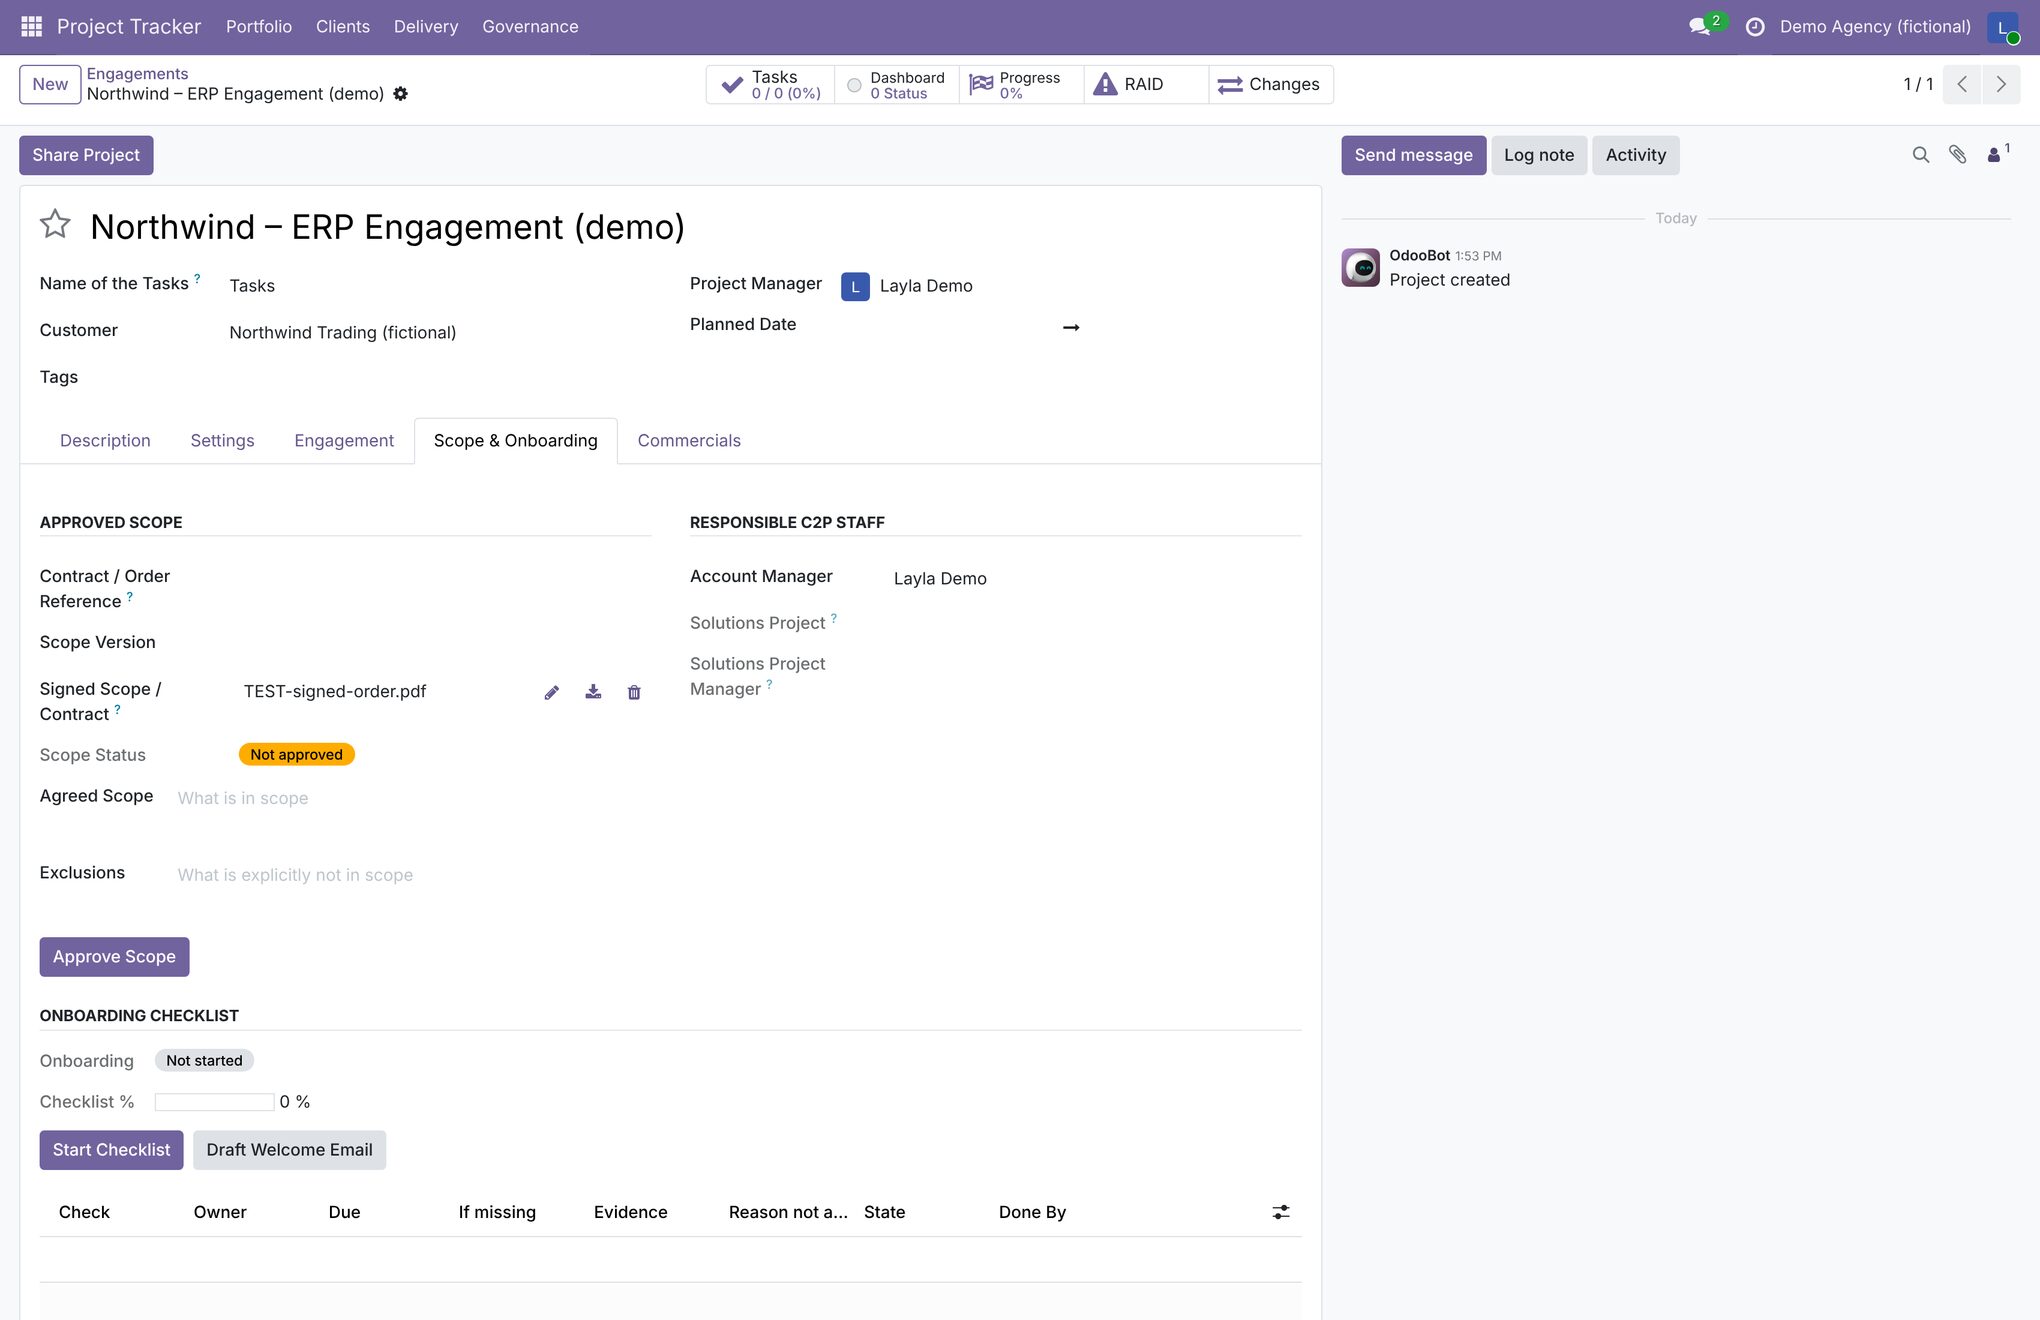 Project Tracker Portfolio Clients Delivery Governance 2 Demo Agency (fictional) L
New Engagements
Northwind – ERP Engagement (demo)
Tasks
0 / 0 (0%)
Dashboard
0 Status
Progress
0%
RAID
Changes
1 / 1
Share Project
Send message Log note Activity 1
Northwind – ERP Engagement (demo)
Name of the Tasks ? Tasks
Customer Northwind Trading (fictional)
Tags
Project Manager L Layla Demo
Planned Date
Description Settings Engagement Scope & Onboarding Commercials
APPROVED SCOPE
Contract / Order
Reference ?
Scope Version
Signed Scope /
Contract ?
TEST-signed-order.pdf
Scope Status Not approved
Agreed Scope What is in scope
Exclusions What is explicitly not in scope
Approve Scope
RESPONSIBLE C2P STAFF
Account Manager Layla Demo
Solutions Project ?
Solutions Project
Manager ?
ONBOARDING CHECKLIST
Onboarding Not started
Checklist % 0 %
Start Checklist Draft Welcome Email
Check Owner Due If missing Evidence Reason not a... State Done By
Today
OdooBot 1:53 PM
Project created